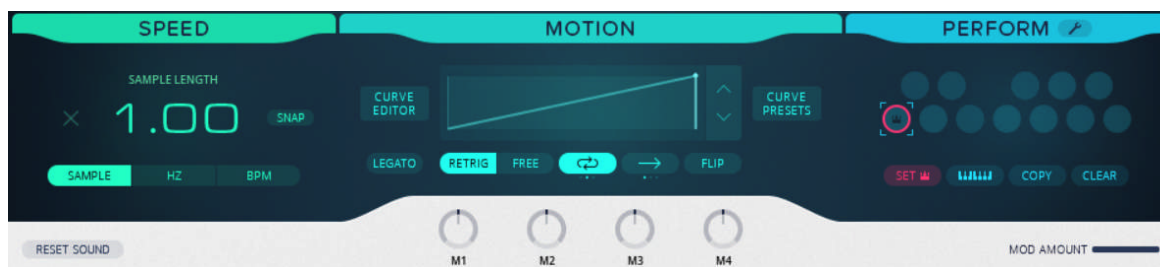 SPEED
MOTION
PERFORM
SAMPLE LENGTH
× 1.00
SNAP
CURVE
EDITOR
CURVE
PRESETS
SAMPLE
HZ
BPM
LEGATO
RETRIG
FREE
FLIP
SET
COPY
CLEAR
RESET SOUND
M1
M2
M3
M4
MOD AMOUNT